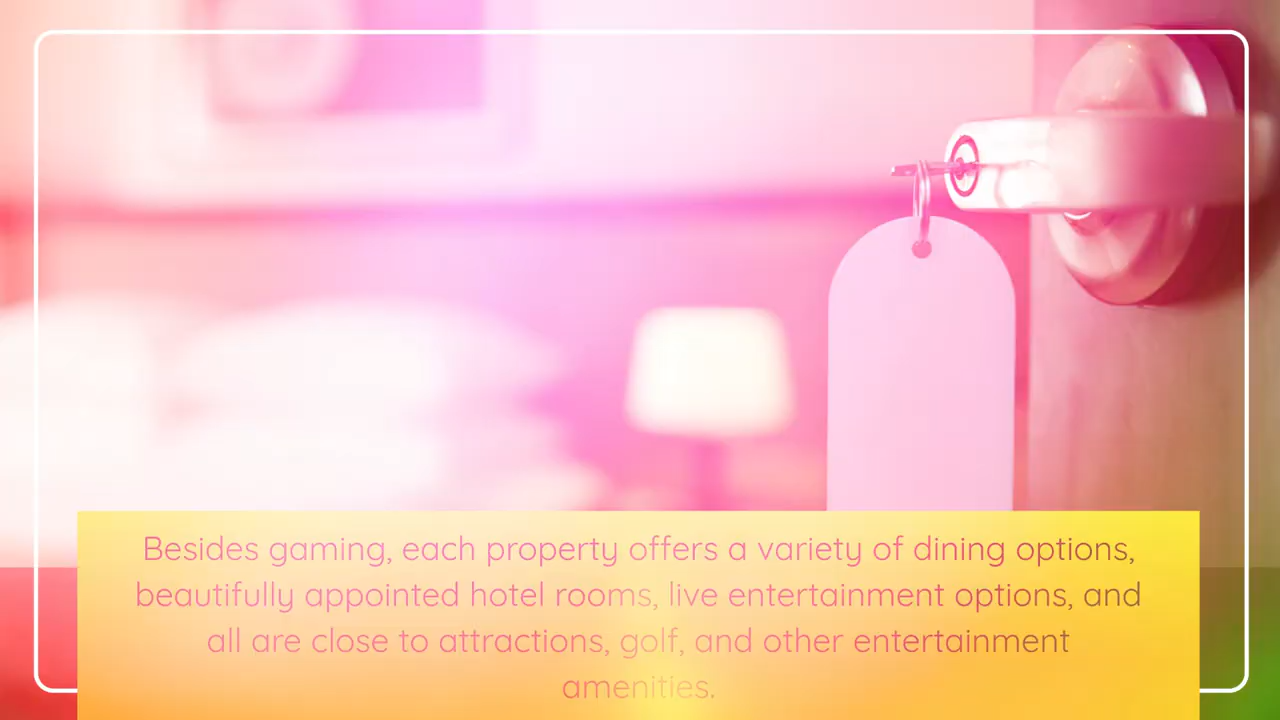 Besides gaming, each property offers a variety of dining options,
beautifully appointed hotel rooms, live entertainment options, and
all are close to attractions, golf, and other entertainment
amenities.